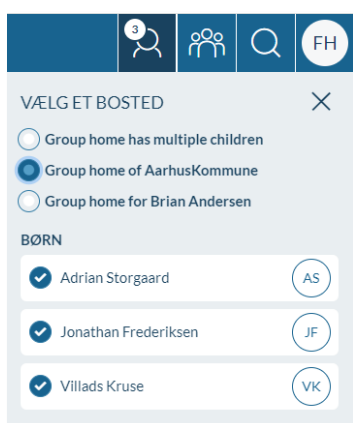 3
FH
VÆLG ET BOSTED
Group home has multiple children
Group home of AarhusKommune
Group home for Brian Andersen
BØRN
Adrian Storgaard AS
Jonathan Frederiksen JF
Villads Kruse VK